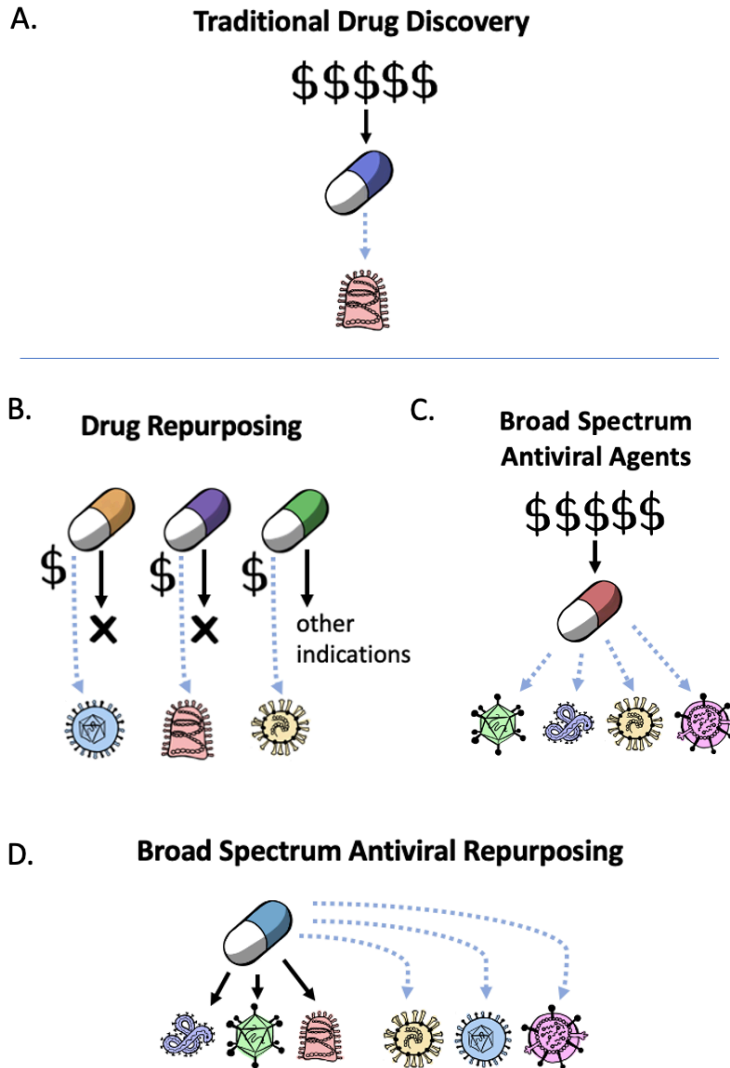 A.
Traditional Drug Discovery
$$$$$
B.
Drug Repurposing
$
$
$
X
X
other
indications
C.
Broad Spectrum
Antiviral Agents
$$$$$
D.
Broad Spectrum Antiviral Repurposing